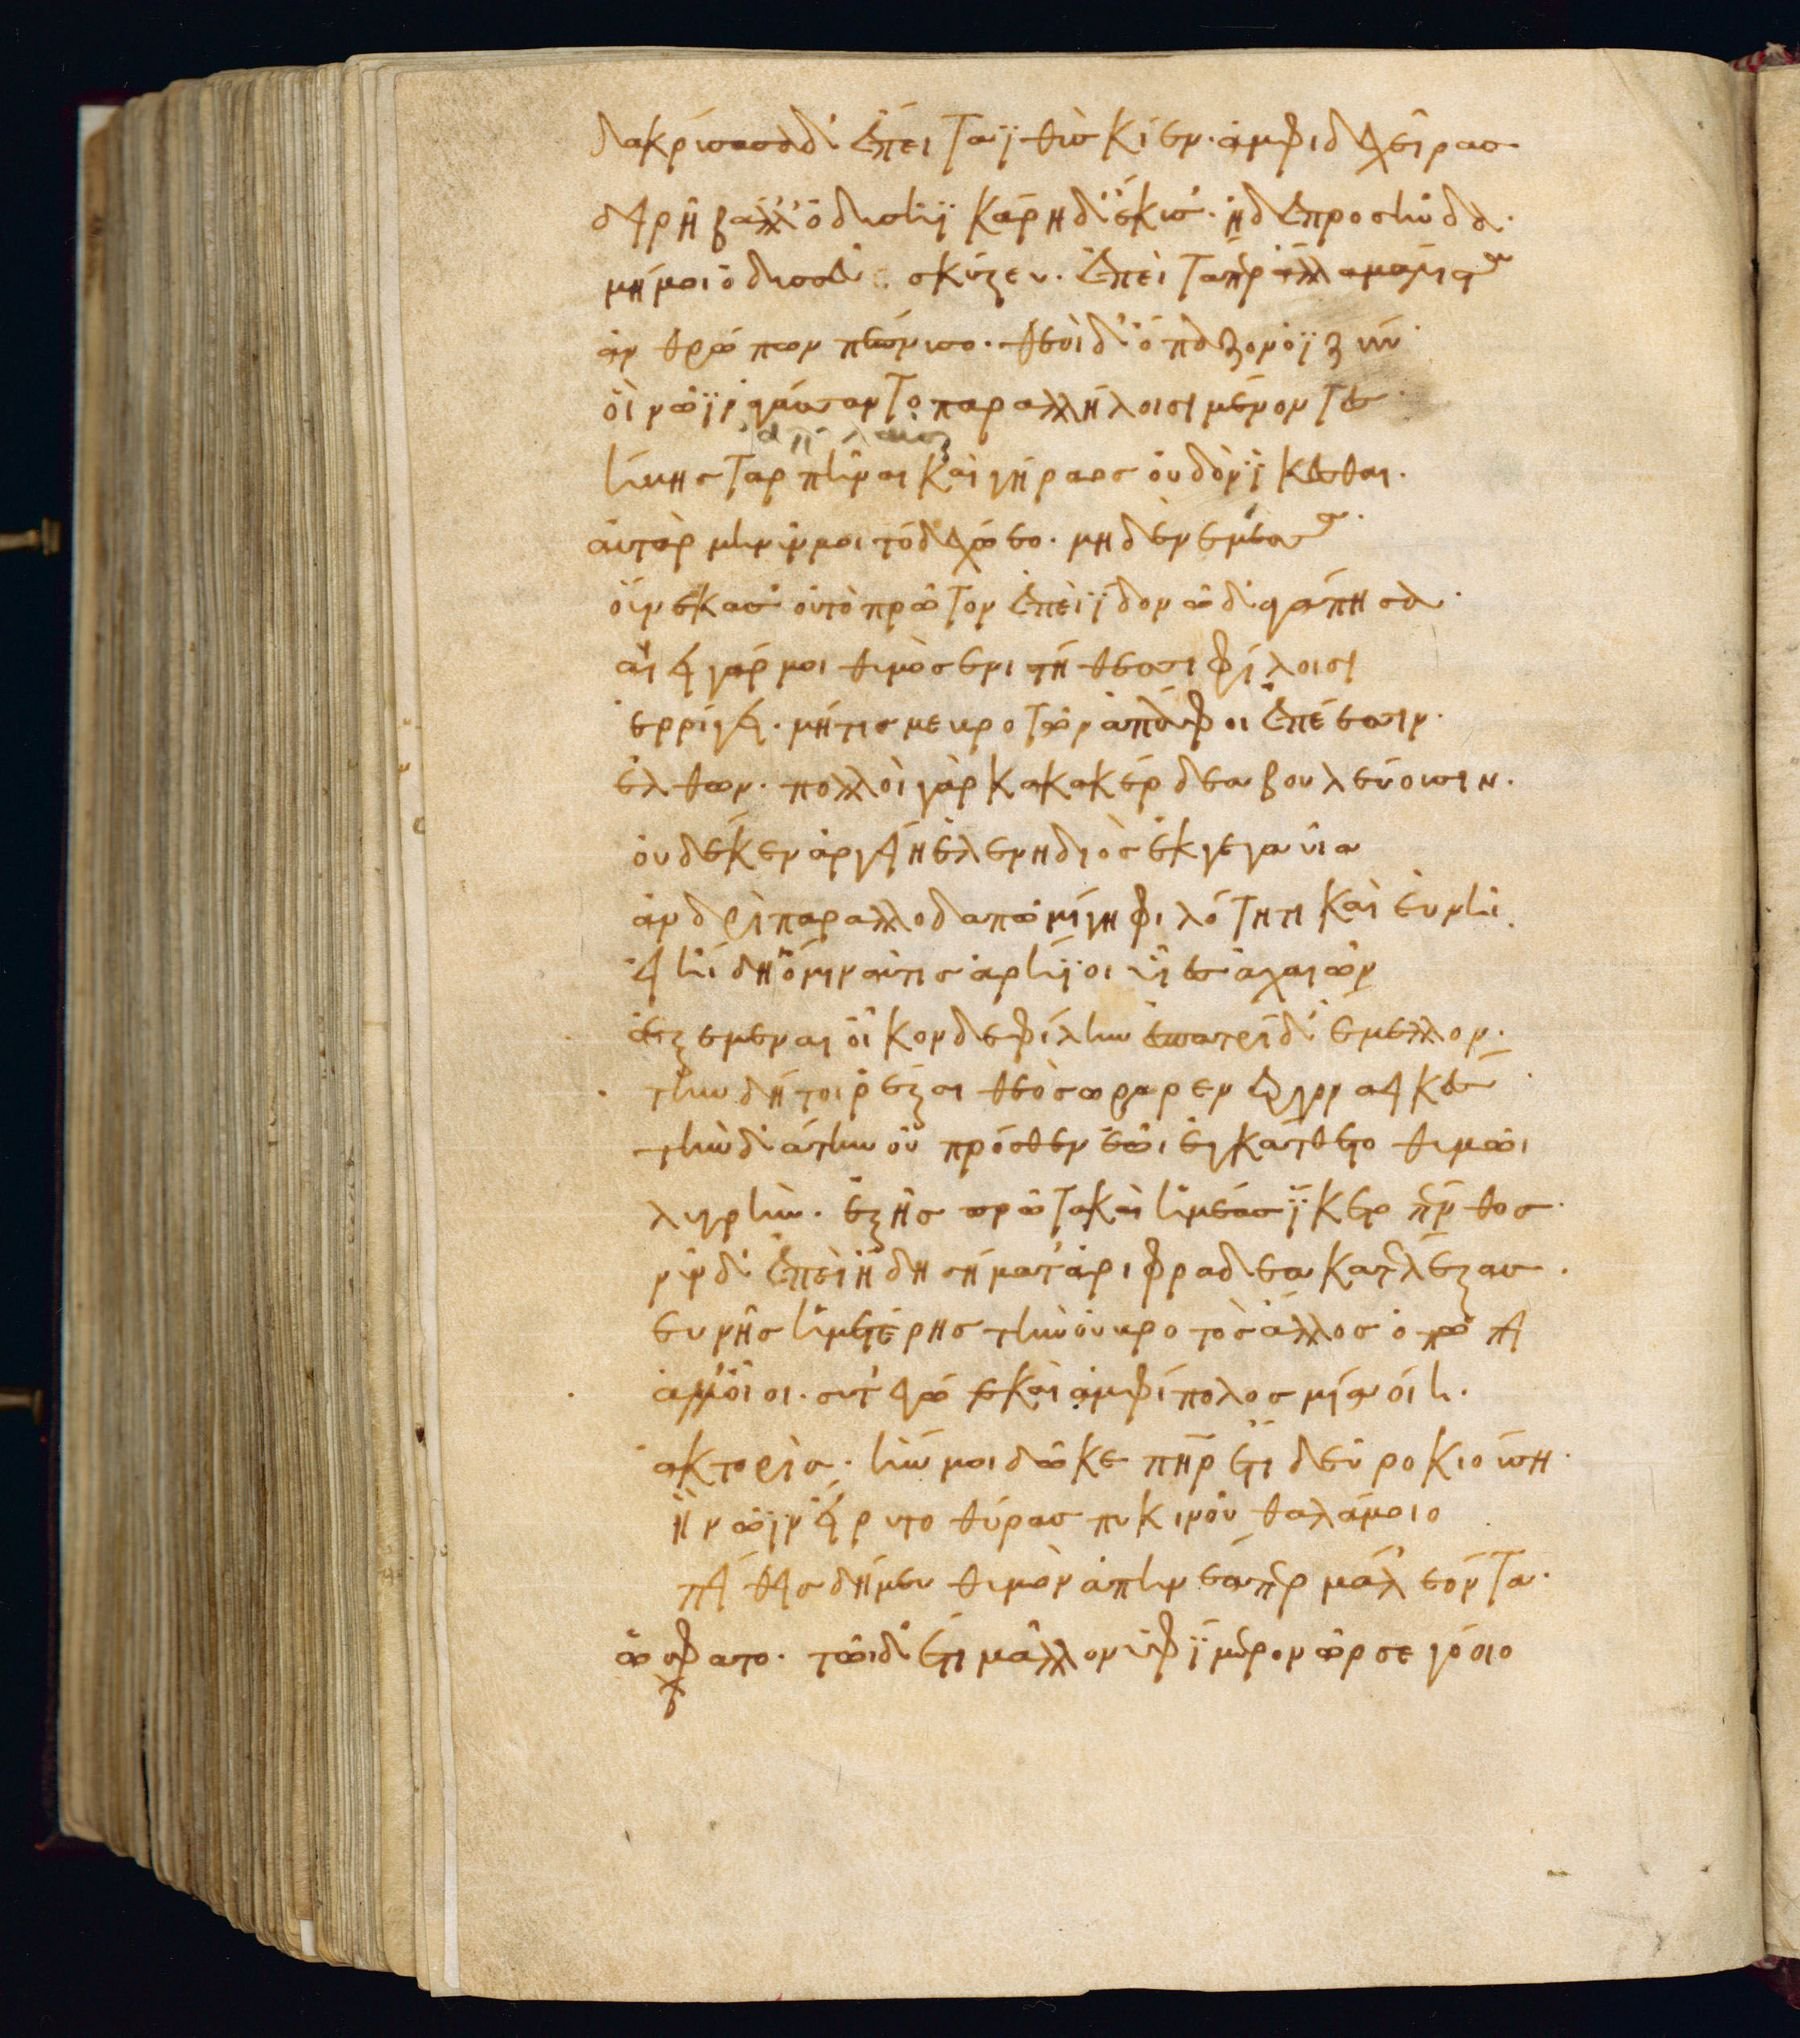 δακρύσασα δ' ἔπειτ' ἀϊθὺς κίεν. ἀμφὶ δὲ χεῖρας
δειρῇ βάλλ' ὀδυσῆϊ κάρη δ' ἔκυσ'. ἠδὲ προσηύδα.
μή μοι ὀδυσσεῦ σκύζευ. ἐπεὶ τά περ ἄλλα μάλιστα
ἀνθρώπων πέπνυσο. θεοὶ δ' ὤπαζον ὀϊζύν
οἳ νῶϊν ἀγάσαντο παρ' ἀλλήλοισι μένοντε
ἥβης ταρπῆναι καὶ γήραος οὐδὸν ἱκέσθαι.
αὐτὰρ μὴ νῦν μοι τόδε χώεο. μηδὲ νεμέσσα
οὕνεκά σ' οὐ τὸ πρῶτον ἐπεὶ ἴδον ὧδ' ἀγάπησα.
αἰεὶ γάρ μοι θυμὸς ἐνὶ στήθεσσι φίλοισι
ἐρρίγει. μή τίς με βροτῶν ἀπάφοι ἐπέεσσιν.
ἐλθών. πολλοὶ γὰρ κακὰ κέρδεα βουλεύουσιν.
οὐδέ κεν ἀργείη ἑλένη διὸς ἐκγεγαυῖα
ἀνδρὶ παρ' ἀλλοδαπῷ μίγη φιλότητι καὶ εὐνῆι.
εἰ ἤιδη ὅ μιν αὖτις ἀρήϊοι υἷες ἀχαιῶν
ἀξέμεναι οἶκόνδε φίλην ἐς πατρίδ' ἔμελλον.
τὴν δή τοι ῥέξαι θεὸς ὤρορεν ἔργον ἀεικές
τὴν δ' ἄτην οὐ πρόσθεν ἑῶι ἐγκάτθετο θυμῶι
λυγρήν. ἐξ ἧς πρῶτα καὶ ἡμέας ἵκετο πένθος.
νῦν δ' ἐπεὶ ἤδη σήματ' ἀριφραδέα κατέλεξας.
εὐνῆς ἡμετέρης τὴν οὐ βροτὸς ἄλλος ὀπώπει
ἀλλ' οἶοι. σύ τ' ἐγώ τε καὶ ἀμφίπολος μία οἴη.
ἀκτορίς. ἥν μοι δῶκε πατὴρ ἔτι δεῦρο κιούσῃ.
ἣ νῶϊν εἴρυτο θύρας πυκινοῦ θαλάμοιο
πείθεις δή μευ θυμὸν ἀπηνέα περ μάλ' ἐόντα.
ὣς φάτο. τῶι δ' ἔτι μᾶλλον ὑφ' ἵμερον ὦρσε γόοιο